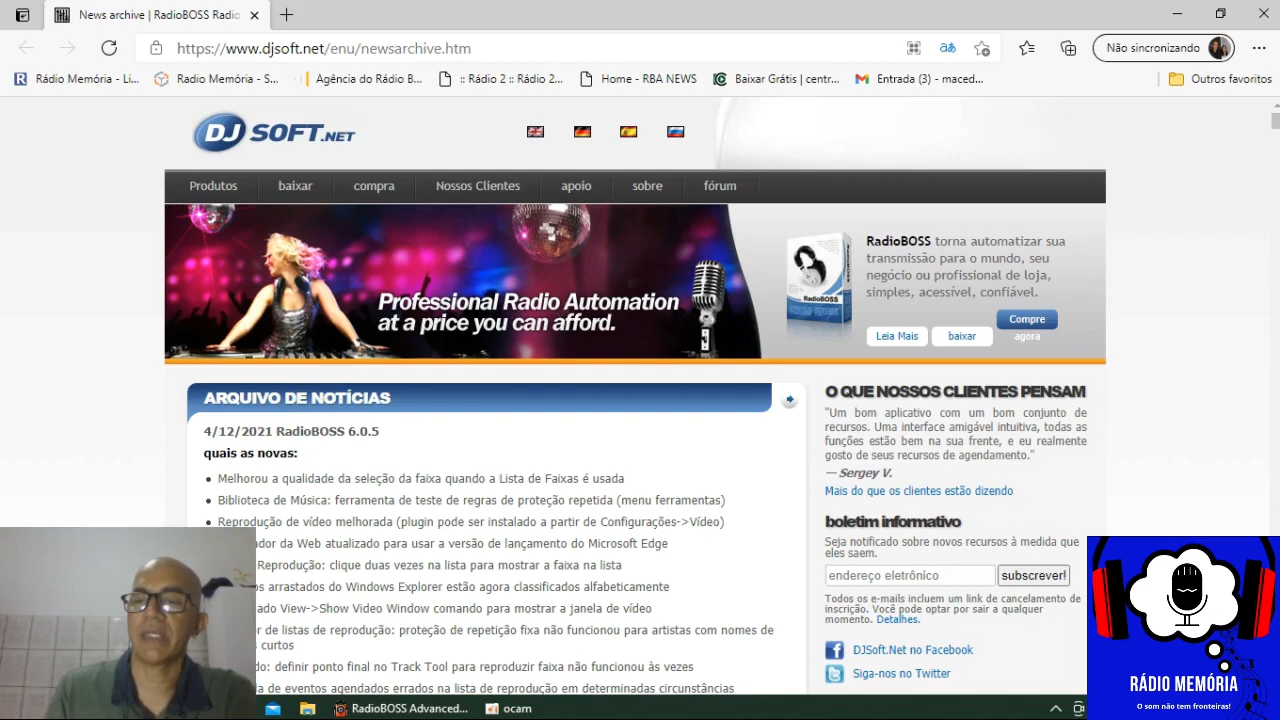 News archive | RadioBOSS Radio
https://www.djsoft.net/enu/newsarchive.htm
Não sincronizando
Rádio Memória - Li...
Radio Memória - S...
Agência do Rádio B...
:: Rádio 2 :: Rádio 2...
Home - RBA NEWS
Baixar Grátis | centr...
Entrada (3) - maced...
Outros favoritos
DJ SOFT.NET
Produtos
baixar
compra
Nossos Clientes
apoio
sobre
fórum
Professional Radio Automation
at a price you can afford.
RadioBOSS
RadioBOSS torna automatizar sua
transmissão para o mundo, seu
negócio ou profissional de loja,
simples, acessível, confiável.
Leia Mais
baixar
Compre
agora
ARQUIVO DE NOTÍCIAS
4/12/2021 RadioBOSS 6.0.5
quais as novas:
Melhorou a qualidade da seleção da faixa quando a Lista de Faixas é usada
Biblioteca de Música: ferramenta de teste de regras de proteção repetida (menu ferramentas)
Reprodução de vídeo melhorada (plugin pode ser instalado a partir de Configurações->Vídeo)
da Web atualizado para usar a versão de lançamento do Microsoft Edge
Reprodução: clique duas vezes na lista para mostrar a faixa na lista
arrastados do Windows Explorer estão agora classificados alfabeticamente
View->Show Video Window comando para mostrar a janela de vídeo
de listas de reprodução: proteção de repetição fixa não funcionou para artistas com nomes de
curtos
definir ponto final no Track Tool para reproduzir faixa não funcionou às vezes
de eventos agendados errados na lista de reprodução em determinadas circunstâncias
O QUE NOSSOS CLIENTES PENSAM
"Um bom aplicativo com um bom conjunto de
recursos. Uma interface amigável intuitiva, todas as
funções estão bem na sua frente, e eu realmente
gosto de seus recursos de agendamento."
— Sergey V.
Mais do que os clientes estão dizendo
boletim informativo
Seja notificado sobre novos recursos à medida que
eles saem.
endereço eletrônico
subscrever!
Todos os e-mails incluem um link de cancelamento de
inscrição. Você pode optar por sair a qualquer
momento. Detalhes.
DJSoft.Net no Facebook
Siga-nos no Twitter
RÁDIO MEMÓRIA
O som não tem fronteiras!
RadioBOSS Advanced...
ocam